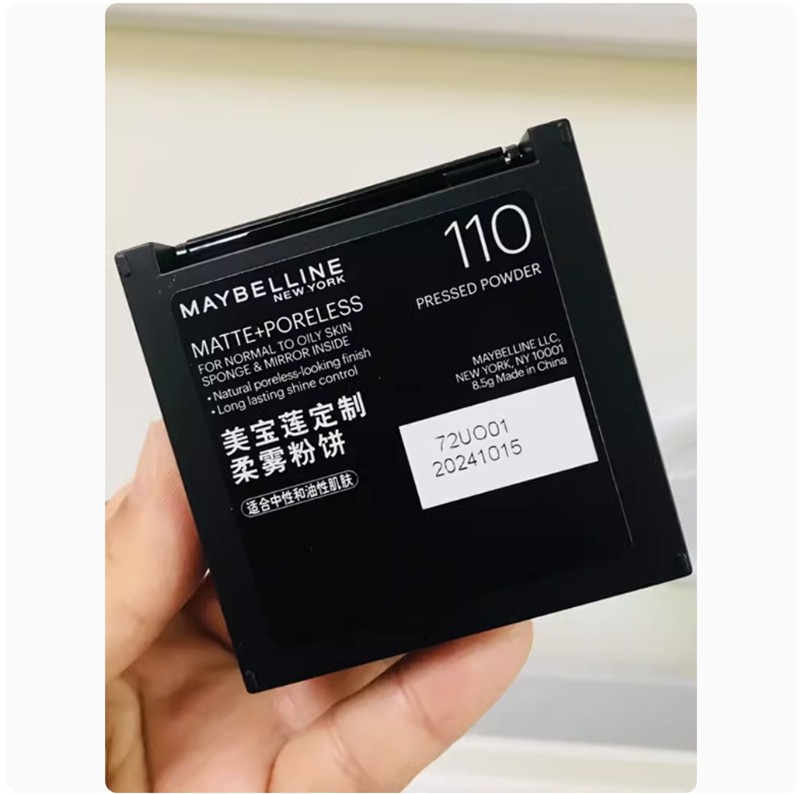 MAYBELLINE
NEW YORK
MATTE+PORELESS
FOR NORMAL TO OILY SKIN
SPONGE & MIRROR INSIDE
• Natural poreless-looking finish
• Long lasting shine control
美宝莲定制
柔雾粉饼
适合中性和油性肌肤
110
PRESSED POWDER
MAYBELLINE LLC.
NEW YORK, NY 10001
8.5g Made in China
72UO01
20241015